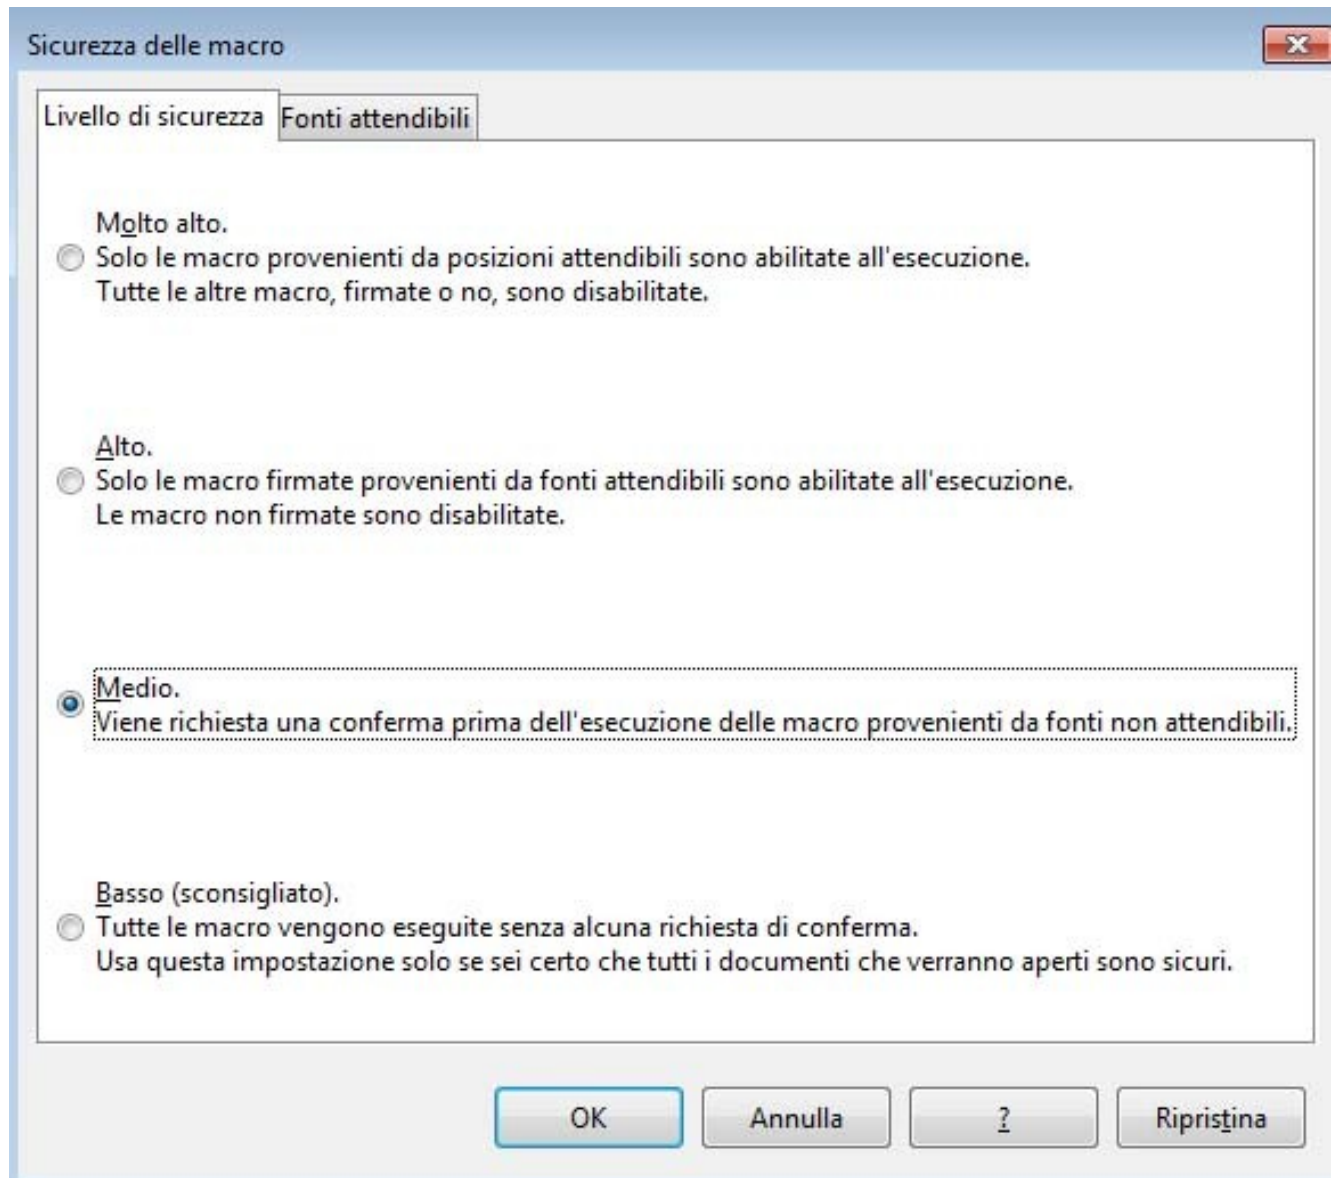 Sicurezza delle macro
Livello di sicurezza
Fonti attendibili
Molto alto.
Solo le macro provenienti da posizioni attendibili sono abilitate all'esecuzione.
Tutte le altre macro, firmate o no, sono disabilitate.
Alto.
Solo le macro firmate provenienti da fonti attendibili sono abilitate all'esecuzione.
Le macro non firmate sono disabilitate.
Medio.
Viene richiesta una conferma prima dell'esecuzione delle macro provenienti da fonti non attendibili.
Basso (sconsigliato).
Tutte le macro vengono eseguite senza alcuna richiesta di conferma.
Usa questa impostazione solo se sei certo che tutti i documenti che verranno aperti sono sicuri.
OK
Annulla
?
Ripristina